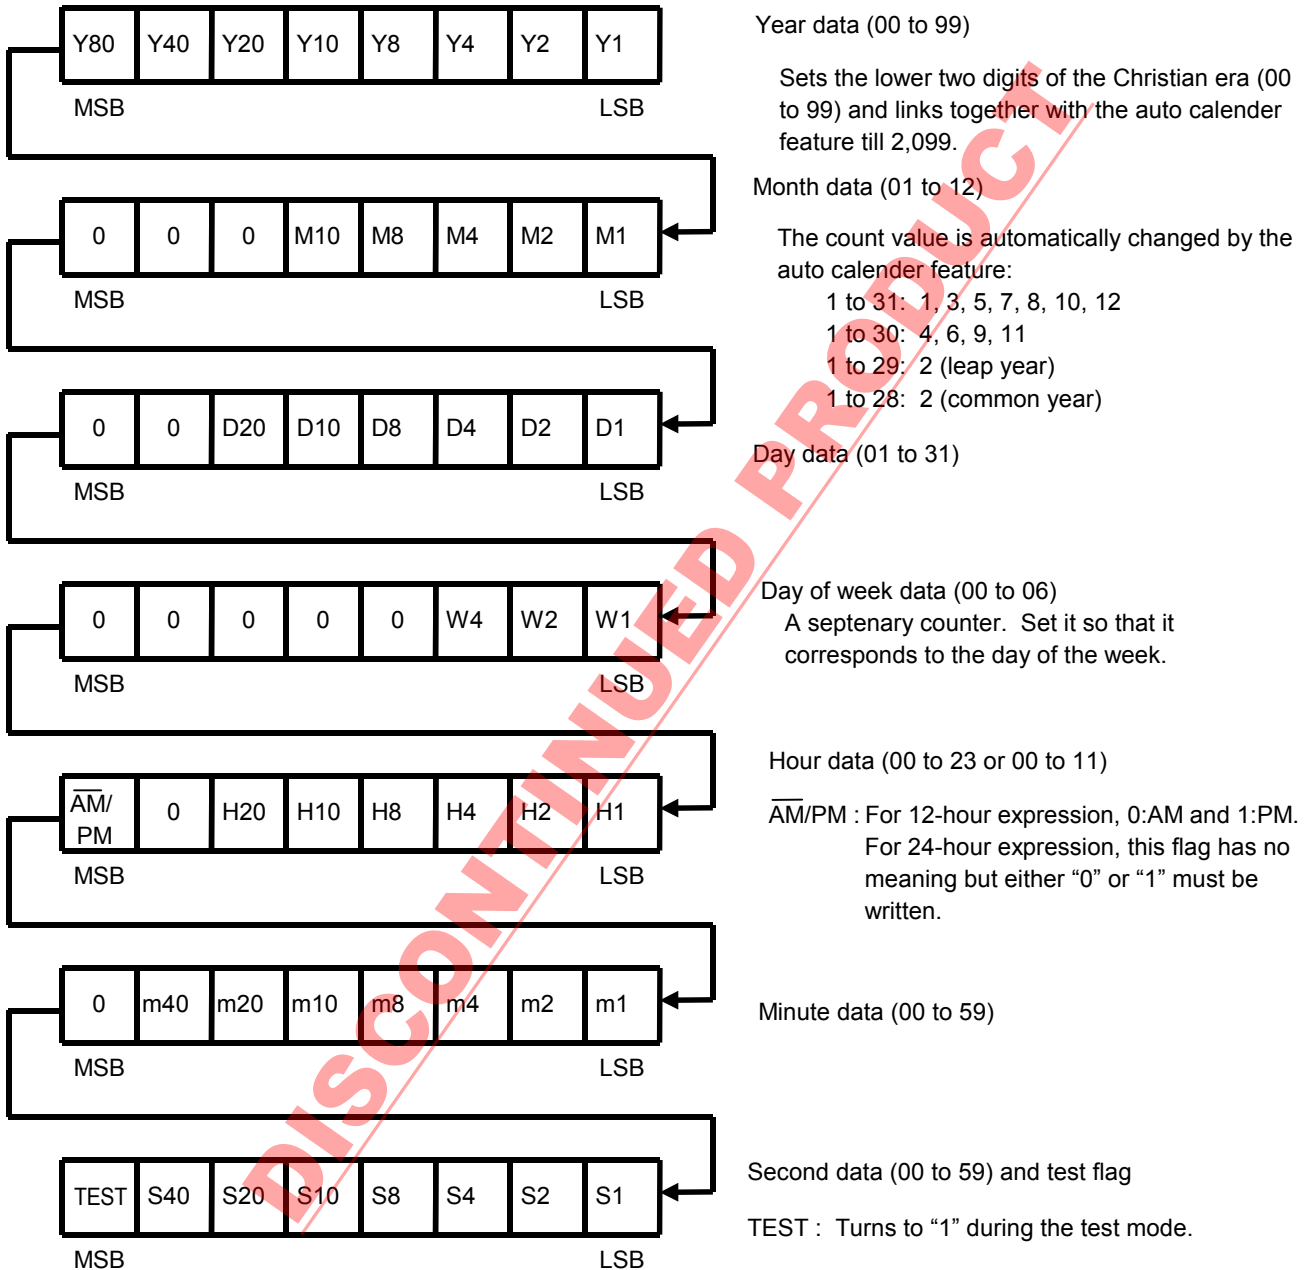 Y80 Y40 Y20 Y10 Y8 Y4 Y2 Y1
MSB LSB
Year data (00 to 99)
Sets the lower two digits of the Christian era (00
to 99) and links together with the auto calender
feature till 2,099.
0 0 0 M10 M8 M4 M2 M1
MSB LSB
Month data (01 to 12)
The count value is automatically changed by the
auto calender feature:
1 to 31: 1, 3, 5, 7, 8, 10, 12
1 to 30: 4, 6, 9, 11
1 to 29: 2 (leap year)
1 to 28: 2 (common year)
0 0 D20 D10 D8 D4 D2 D1
MSB LSB
Day data (01 to 31)
0 0 0 0 0 W4 W2 W1
MSB LSB
Day of week data (00 to 06)
A septenary counter. Set it so that it
corresponds to the day of the week.
A̅M̅/
PM
0 H20 H10 H8 H4 H2 H1
MSB LSB
Hour data (00 to 23 or 00 to 11)
A̅M̅/PM : For 12-hour expression, 0:AM and 1:PM.
For 24-hour expression, this flag has no
meaning but either “0” or “1” must be
written.
0 m40 m20 m10 m8 m4 m2 m1
MSB LSB
Minute data (00 to 59)
TEST S40 S20 S10 S8 S4 S2 S1
MSB LSB
Second data (00 to 59) and test flag
TEST : Turns to “1” during the test mode.
DISCONTINUED PRODUCT